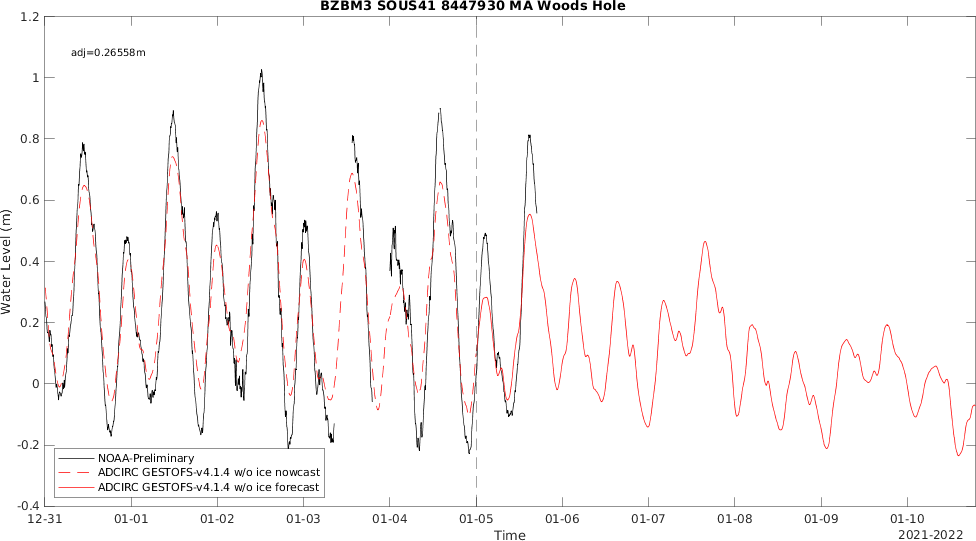 BZBM3 SOUS41 8447930 MA Woods Hole
adj=0.26558m
1.2
1
0.8
0.6
0.4
0.2
0
-0.2
-0.4
Water Level (m)
NOAA-Preliminary
ADCIRC GESTOFS-v4.1.4 w/o ice nowcast
ADCIRC GESTOFS-v4.1.4 w/o ice forecast
12-31 01-01 01-02 01-03 01-04 01-05 01-06 01-07 01-08 01-09 01-10
Time
2021-2022